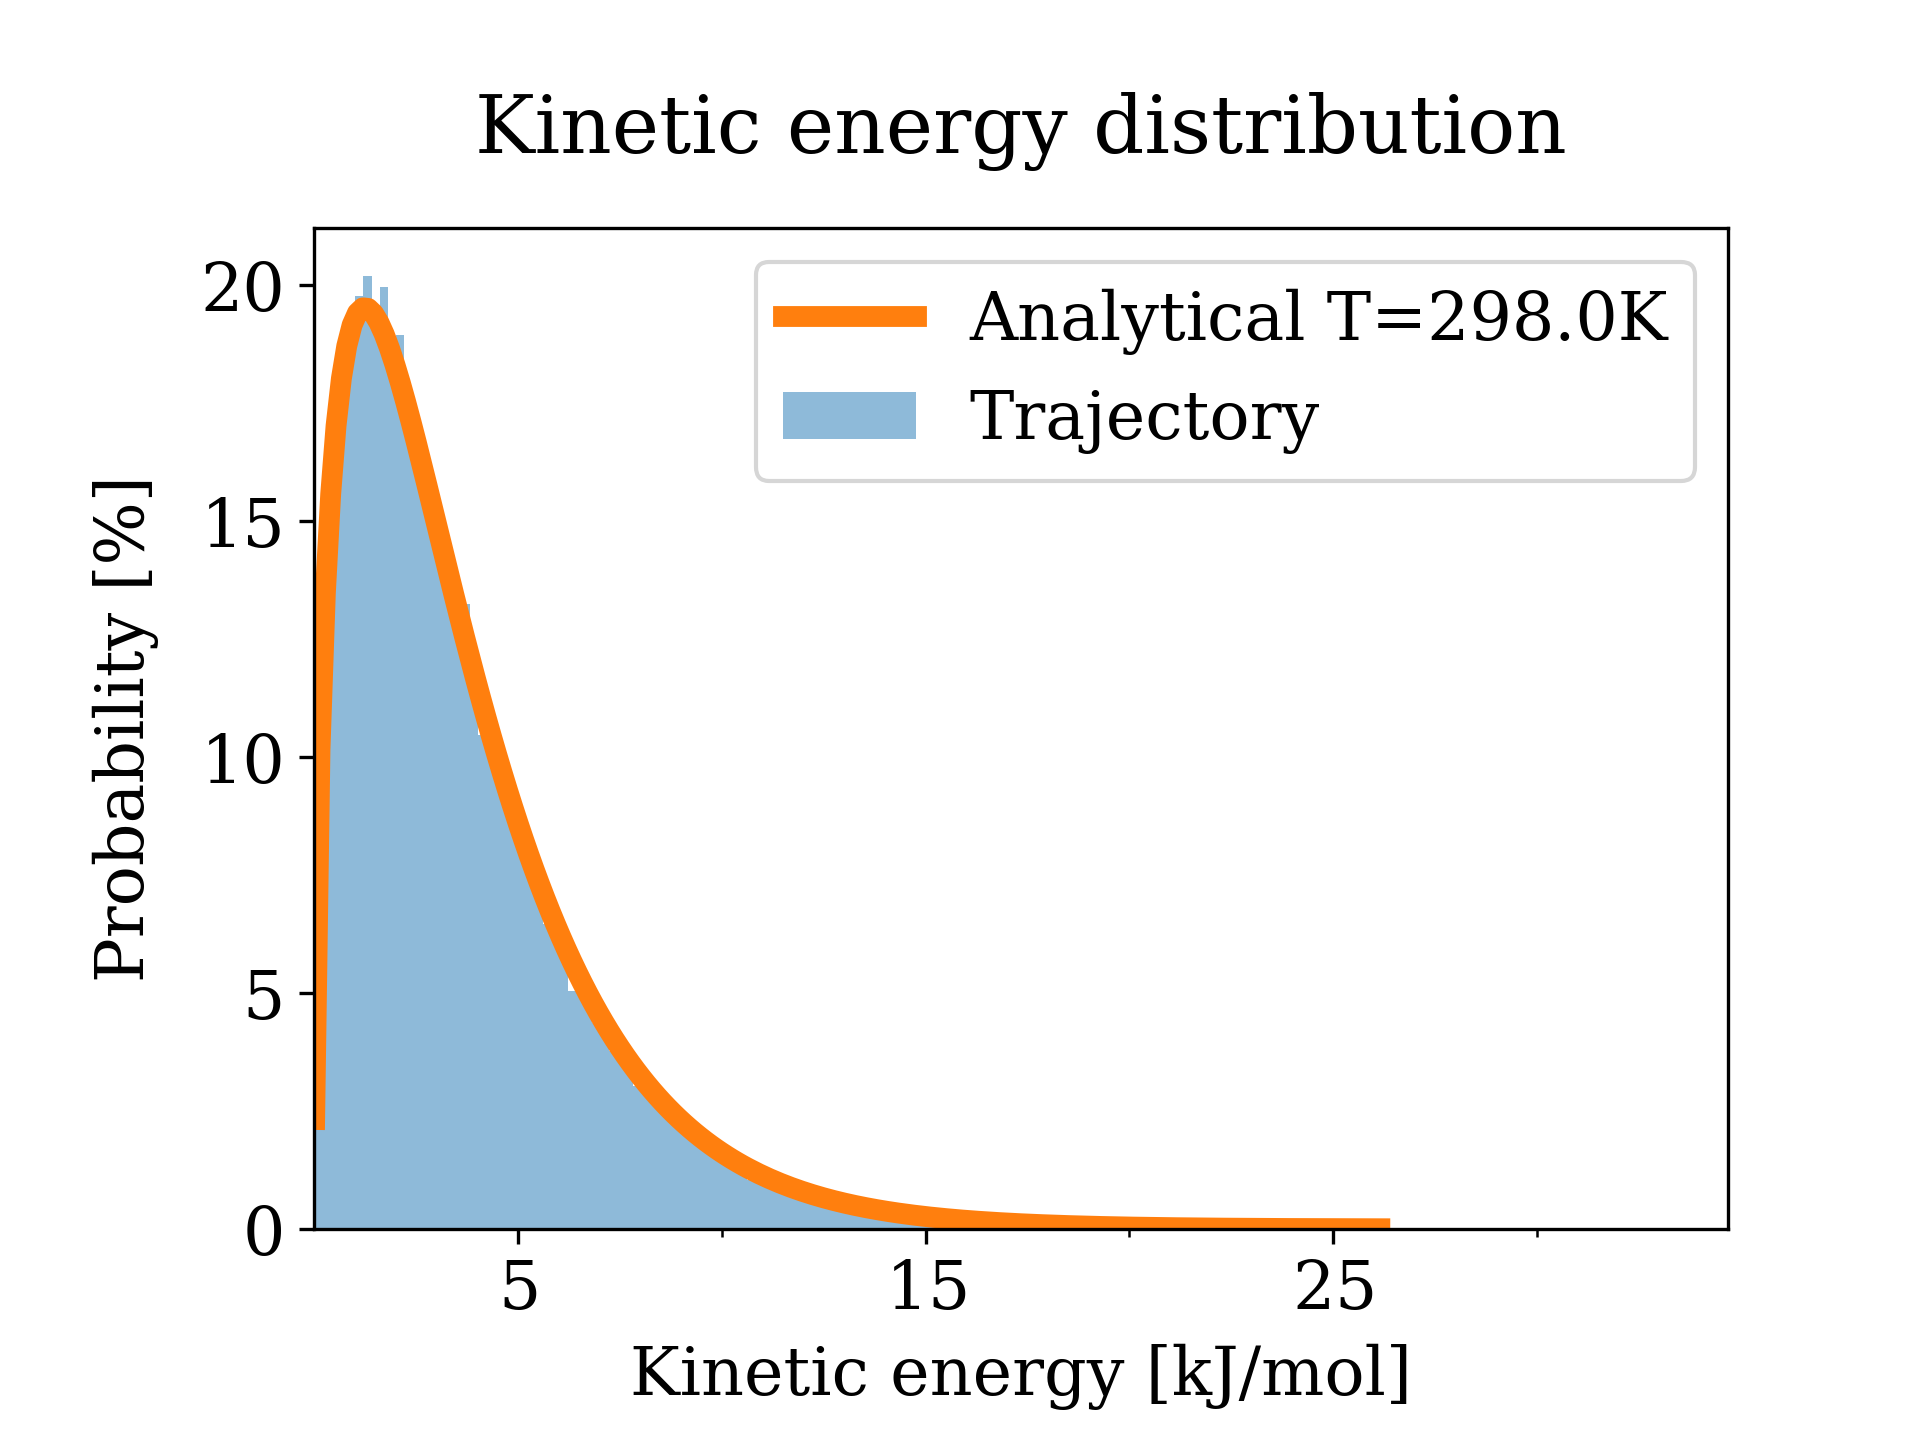 Kinetic energy distribution
Analytical T=298.0K
Trajectory
Probability [%]
20
15
10
5
0
5 15 25
Kinetic energy [kJ/mol]